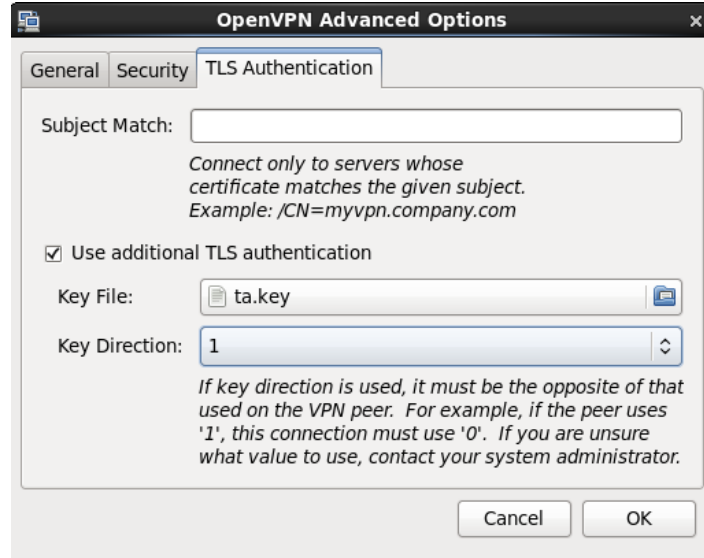 OpenVPN Advanced Options
General Security TLS Authentication
Subject Match:
Connect only to servers whose
certificate matches the given subject.
Example: /CN=myvpn.company.com
Use additional TLS authentication
Key File: ta.key
Key Direction: 1
If key direction is used, it must be the opposite of that
used on the VPN peer.  For example, if the peer uses
'1', this connection must use '0'.  If you are unsure
what value to use, contact your system administrator.
Cancel OK